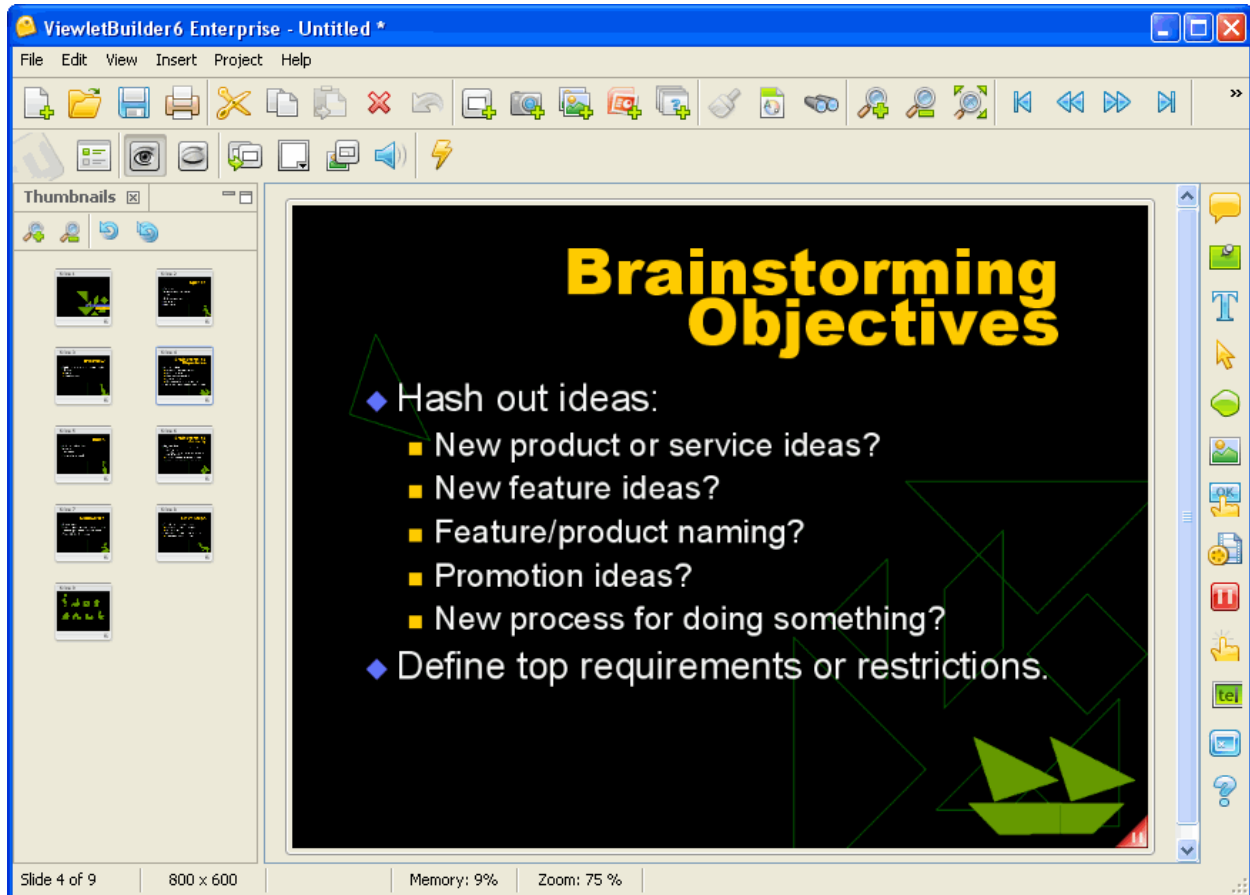 ViewletBuilder6 Enterprise - Untitled *
File Edit View Insert Project Help
»
Thumbnails
Brainstorming
Objectives
Hash out ideas:
New product or service ideas?
New feature ideas?
Feature/product naming?
Promotion ideas?
New process for doing something?
Define top requirements or restrictions.
T
OK
te
?
Slide 4 of 9 800 x 600 Memory: 9% Zoom: 75 %